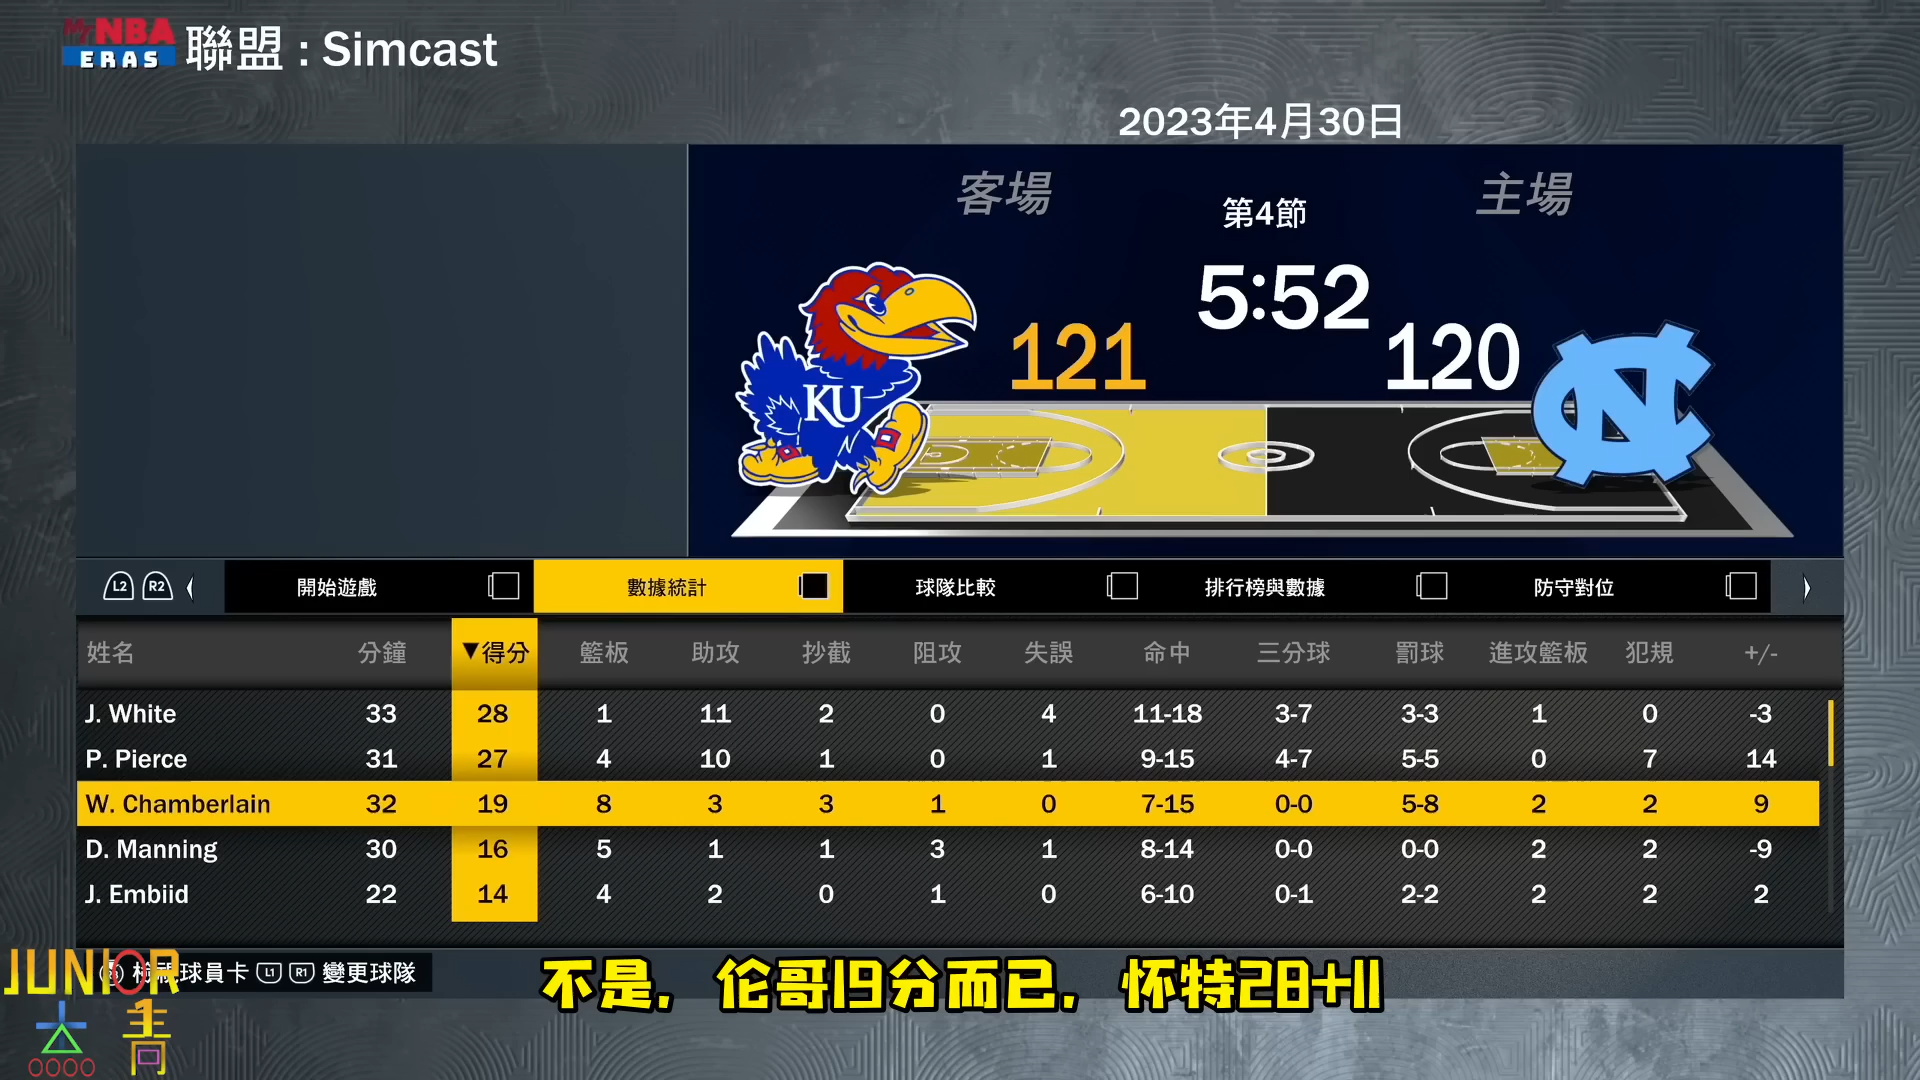 MyNBA ERAS 聯盟 : Simcast
2023年4月30日
客場
第4節
主場
5:52
121
120
KU
NC
L2 R2 開始遊戲 數據統計 球隊比較 排行榜與數據 防守對位
姓名 分鐘 ▼得分 籃板 助攻 抄截 阻攻 失誤 命中 三分球 罰球 進攻籃板 犯規 +/-
J. White 33 28 1 11 2 0 4 11-18 3-7 3-3 1 0 -3
P. Pierce 31 27 4 10 1 0 1 9-15 4-7 5-5 0 7 14
W. Chamberlain 32 19 8 3 3 1 0 7-15 0-0 5-8 2 2 9
D. Manning 30 16 5 1 1 3 1 8-14 0-0 0-0 2 2 -9
J. Embiid 22 14 4 2 0 1 0 6-10 0-1 2-2 2 2 2
JUNIOR
球員卡 L1 R1 變更球隊
不是，伦哥19分而已，怀特28+11